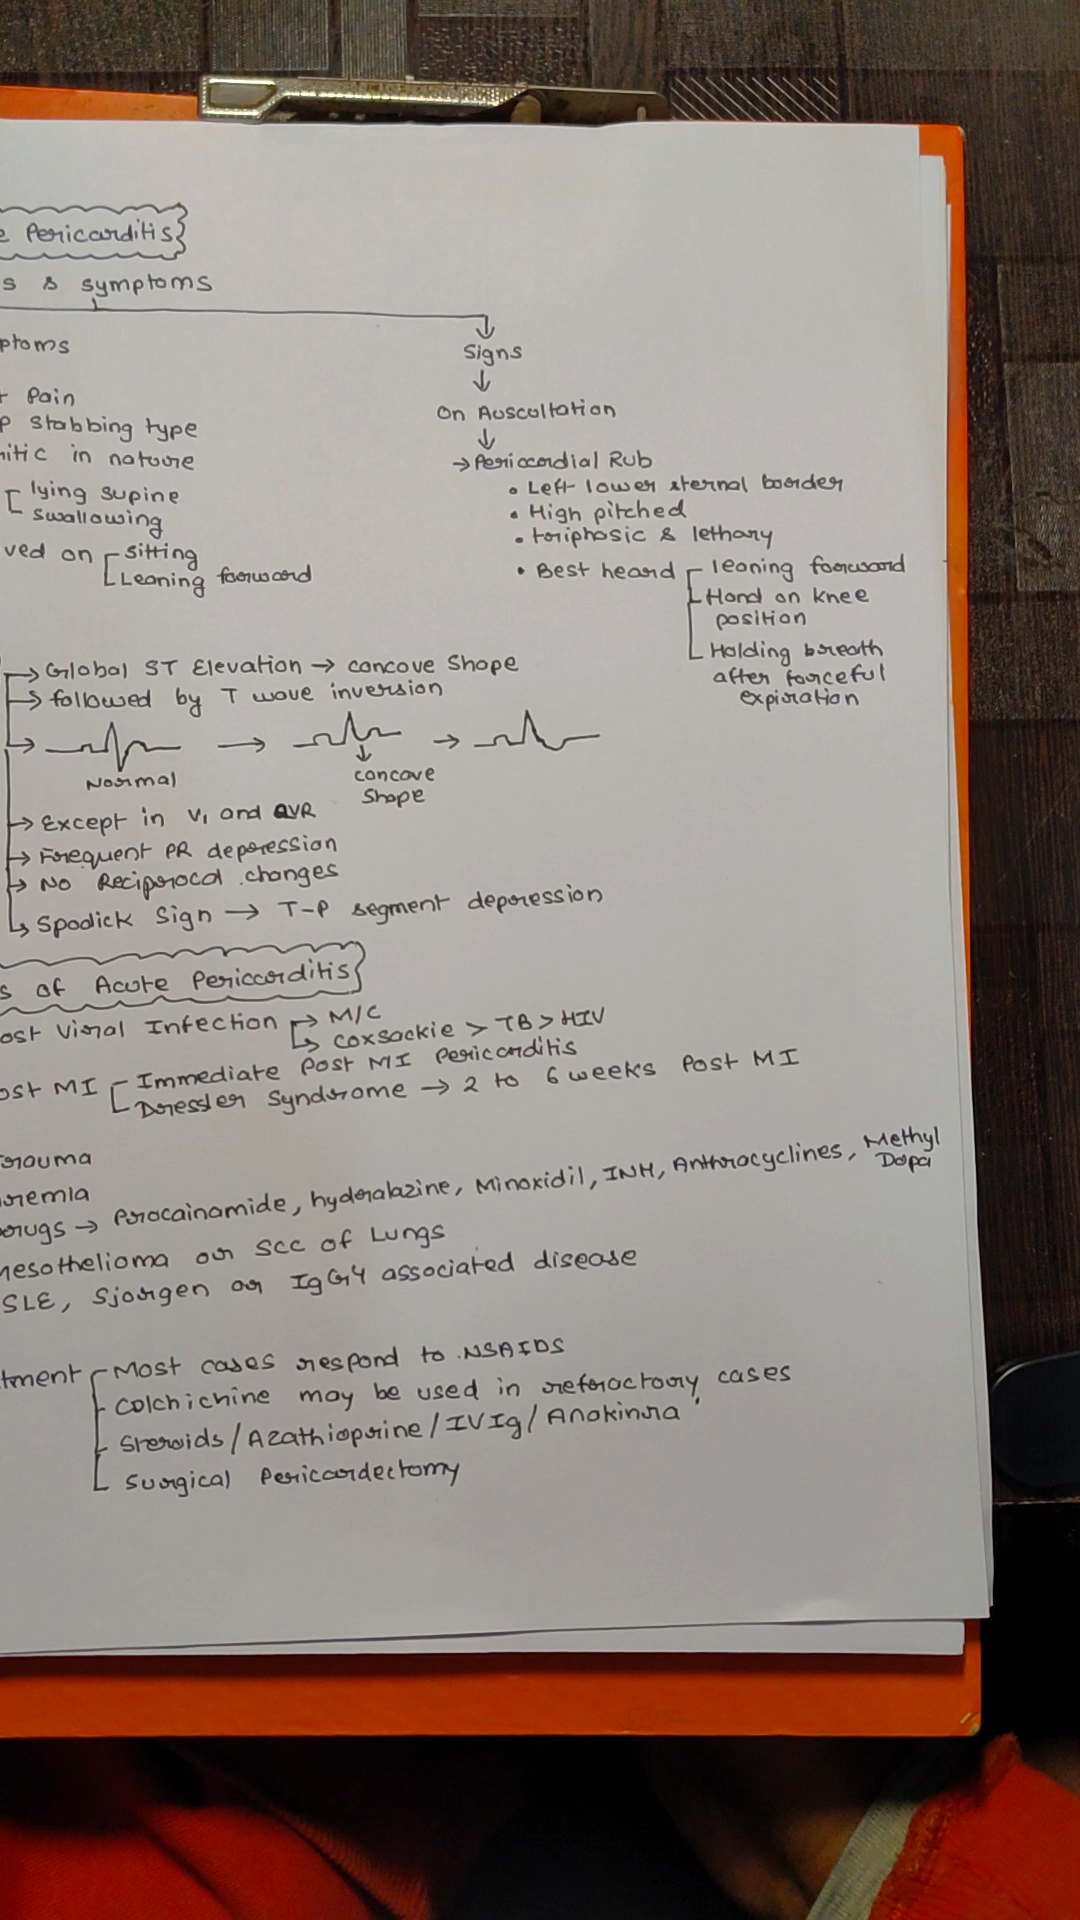 e Pericarditis
s & symptoms
ptoms
Signs
Pain
On Auscultation
P stabbing type
itic in nature
→ Pericordial Rub
lying supine
• Left lower sternal border
swallowing
• High pitched
ved on sitting
• triphasic & lethary
Leaning forward
• Best heard leaning forward
Hand on knee
position
Holding breath
after forceful
expiration
→ Global ST Elevation → concave shape
→ followed by T wave inversion
Normal
concave
shape
→ Except in V1 and aVR
→ Frequent PR depression
→ No Reciprocal changes
↳ Spodick Sign → T-P segment depression
s of Acute Pericarditis
ost Viral Infection → M/C
↳ coxsackie > TB > HIV
ost MI Immediate Post MI Pericarditis
Dressler Syndrome → 2 to 6 weeks Post MI
rauma
remia
rugs → Procainamide, hyderalazine, Minoxidil, INH, Anthracyclines, Methyl
Dopa
esothelioma or SCC of Lungs
SLE, Sjorgen or IgG4 associated disease
tment Most cases respond to NSAIDS
Colchichine may be used in refractory cases
Steroids/Azathioprine/IVIg/Anakinra
Surgical Pericardectomy